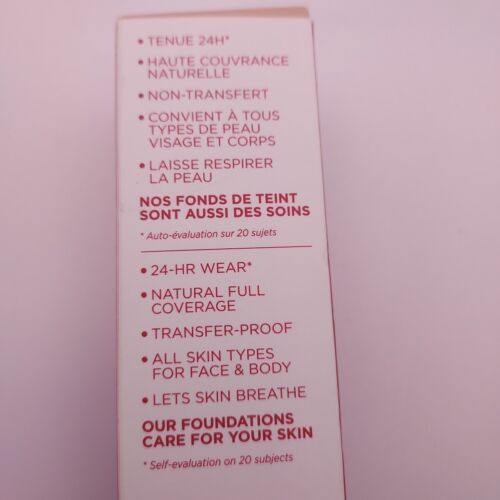 • TENUE 24H*
• HAUTE COUVRANCE
NATURELLE
• NON-TRANSFERT
• CONVIENT À TOUS
TYPES DE PEAU
VISAGE ET CORPS
• LAISSE RESPIRER
LA PEAU
NOS FONDS DE TEINT
SONT AUSSI DES SOINS
* Auto-évaluation sur 20 sujets
• 24-HR WEAR*
• NATURAL FULL
COVERAGE
• TRANSFER-PROOF
• ALL SKIN TYPES
FOR FACE & BODY
• LETS SKIN BREATHE
OUR FOUNDATIONS
CARE FOR YOUR SKIN
* Self-evaluation on 20 subjects